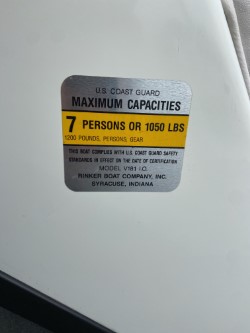 U.S. COAST GUARD
MAXIMUM CAPACITIES
7 PERSONS OR 1050 LBS
1200 POUNDS, PERSONS, GEAR
THIS BOAT COMPLIES WITH U.S. COAST GUARD SAFETY
STANDARDS IN EFFECT ON THE DATE OF CERTIFICATION
MODEL V181 I.O.
RINKER BOAT COMPANY, INC.
SYRACUSE, INDIANA